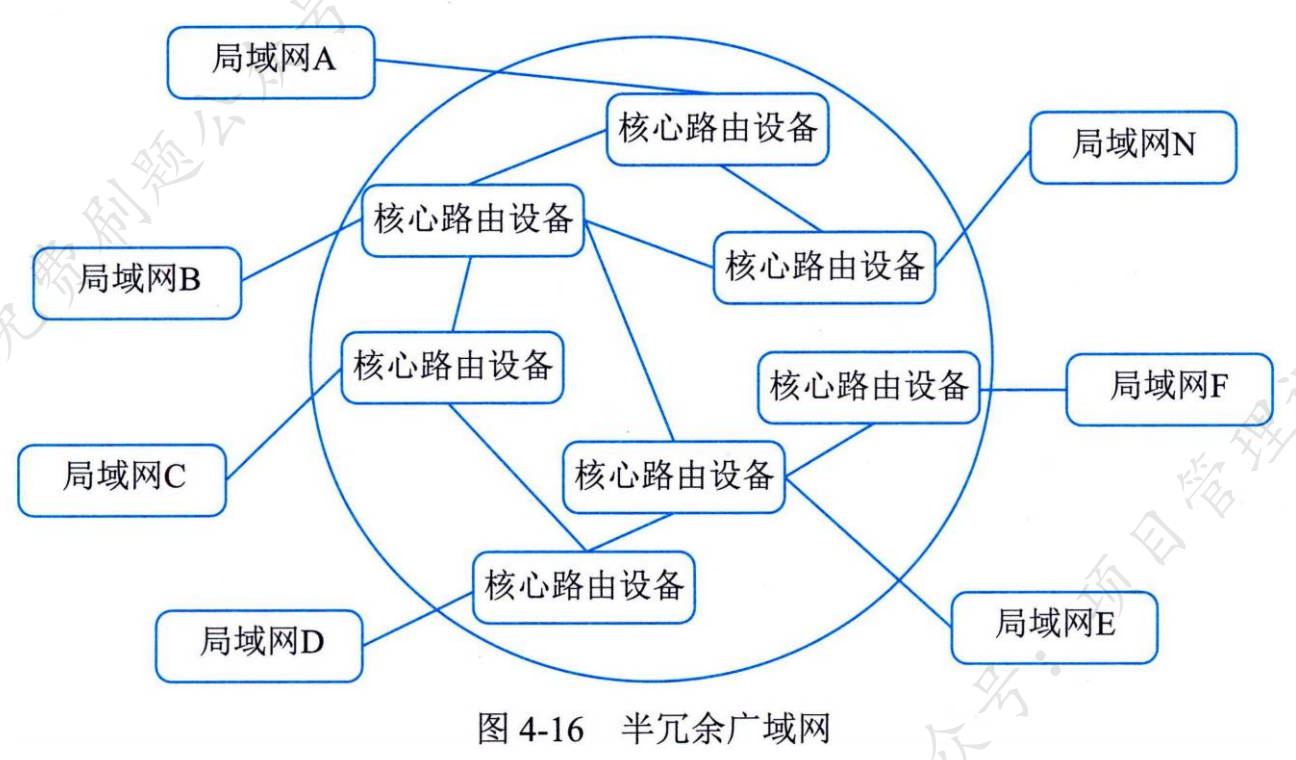 局域网A
核心路由设备
局域网N
核心路由设备
核心路由设备
局域网B
核心路由设备
核心路由设备
局域网F
局域网C
核心路由设备
核心路由设备
局域网D
局域网E
图 4-16 半冗余广域网
免费刷题公众号
公众号：项目管理